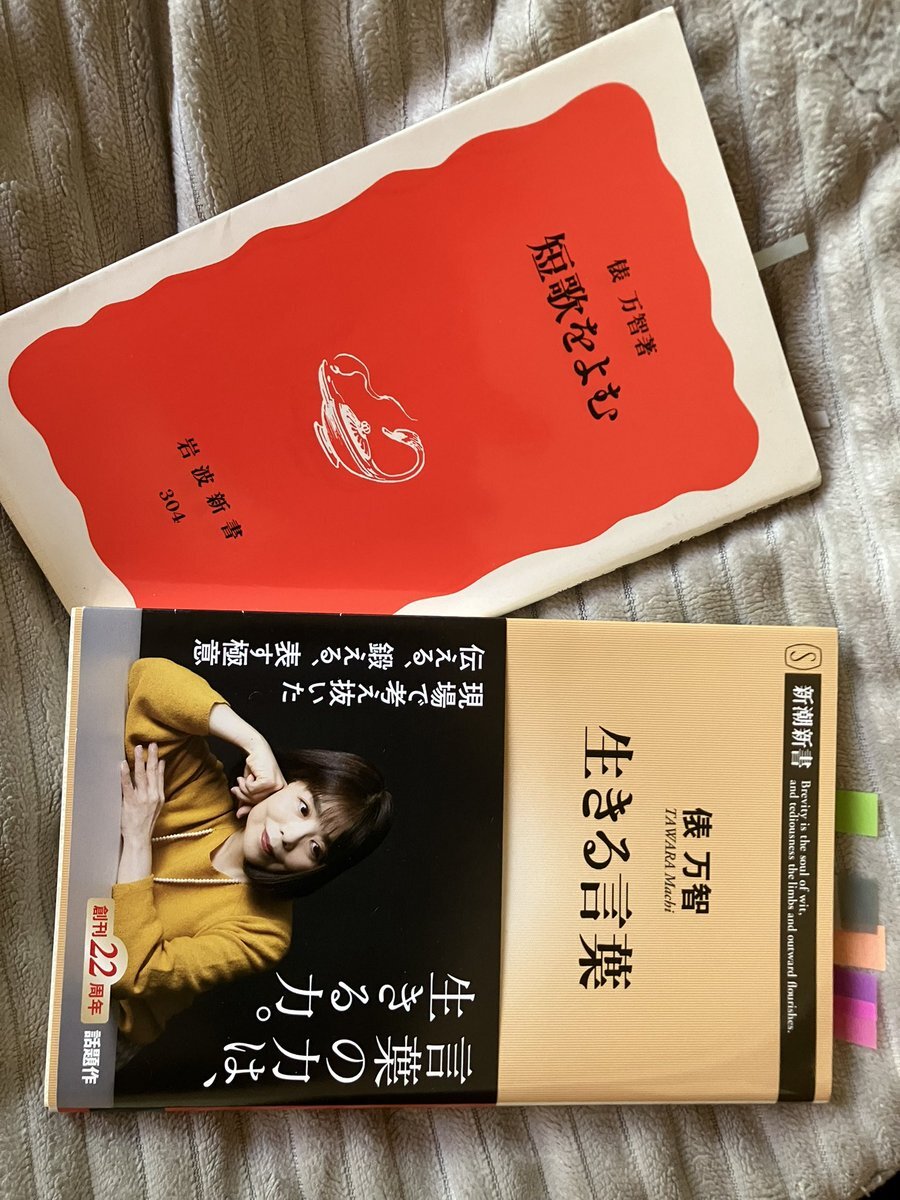 俵 万智著
短歌をよむ
岩波新書
304
新潮新書
Brevity is the soul of wit,
and tediousness the limbs and outward flourishes.
俵 万智
TAWARA Machi
生きる言葉
言葉の力は、
生きる力。
現場で考え抜いた
伝える、鍛える、表す極意
創刊22周年
話題作